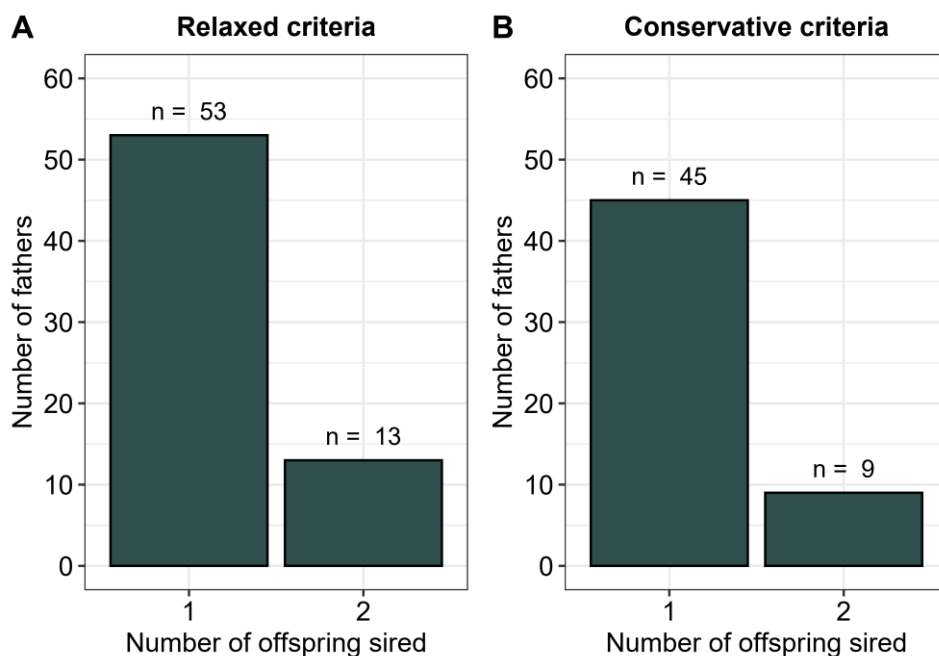 A Relaxed criteria
60
50
40
30
20
10
0
n =  53
n =  13
1 2
Number of offspring sired
Number of fathers
B Conservative criteria
60
50
40
30
20
10
0
n =  45
n =  9
1 2
Number of offspring sired
Number of fathers